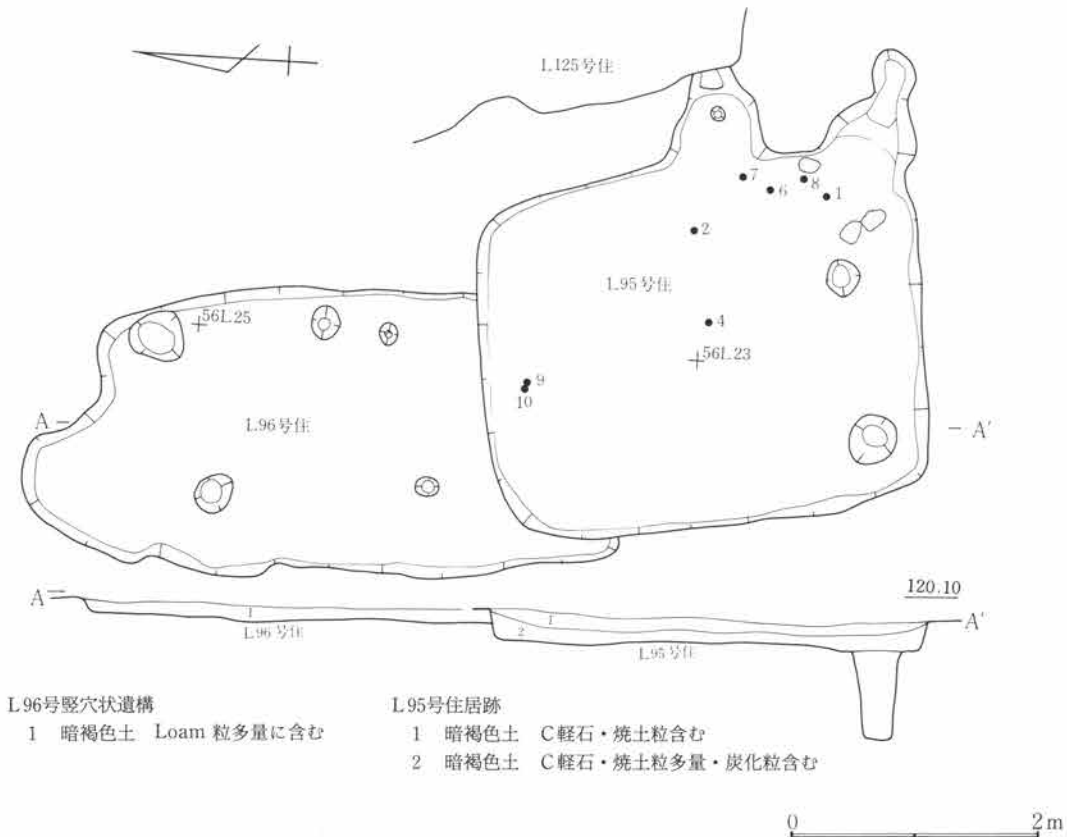 L125号住
7
6
8
1
2
L95号住
4
56L23
56L25
9
10
A
L96号住
A′
A
120.10
1
1
A′
L96号住
2
L95号住
L96号竪穴状遺構
1 暗褐色土 Loam 粒多量に含む
L95号住居跡
1 暗褐色土 C軽石・焼土粒含む
2 暗褐色土 C軽石・焼土粒多量・炭化粒含む
0 2m